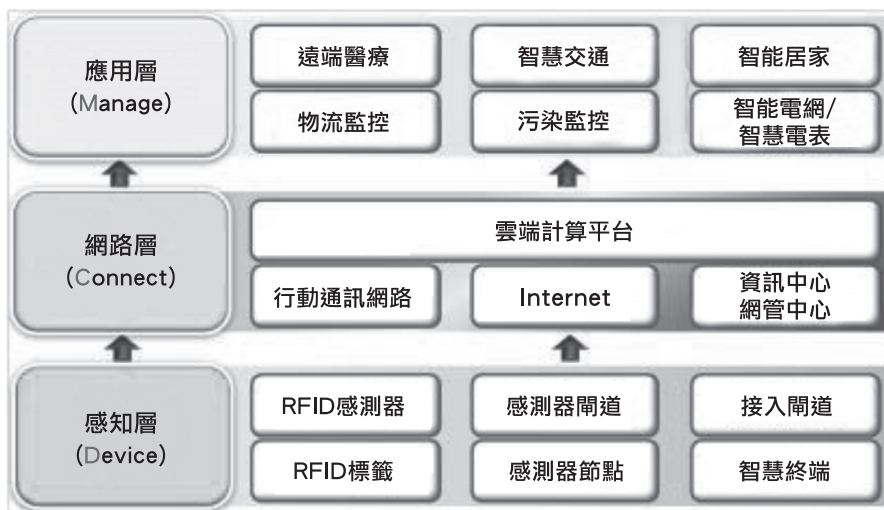 應用層
(Manage)
遠端醫療
智慧交通
智能居家
物流監控
污染監控
智能電網/
智慧電表
網路層
(Connect)
雲端計算平台
行動通訊網路
Internet
資訊中心
網管中心
感知層
(Device)
RFID感測器
感測器閘道
接入閘道
RFID標籤
感測器節點
智慧終端